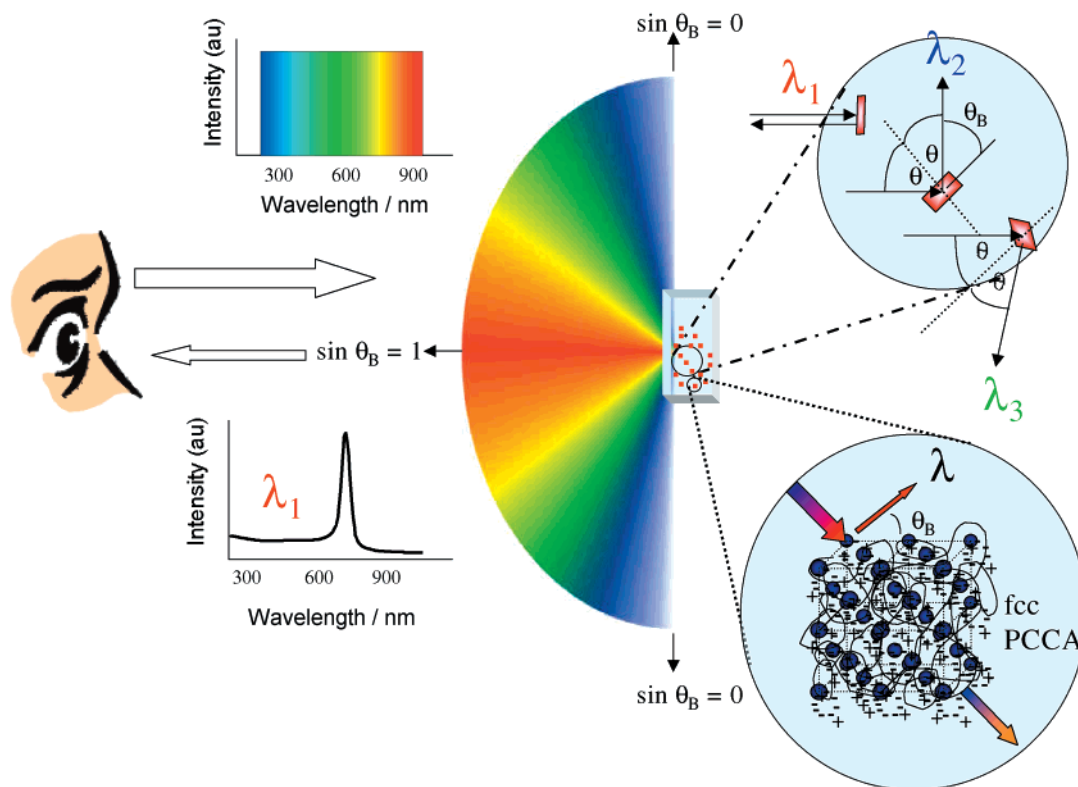 sin θB = 0
Intensity (au)
300 600 900
Wavelength / nm
λ1
λ2
θB
θ
θ
θ
θ
λ3
sin θB = 1
Intensity (au)
λ1
300 600 900
Wavelength / nm
sin θB = 0
λ
θB
fcc
PCCA